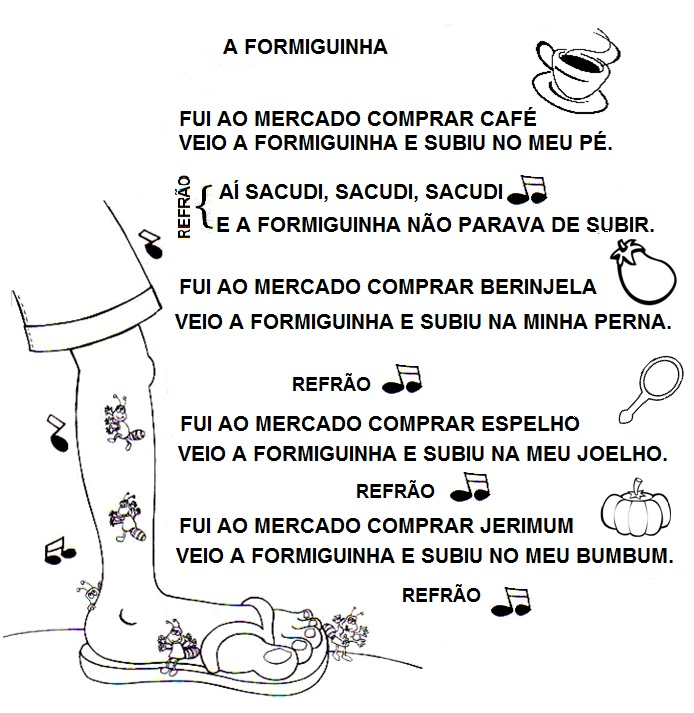 A FORMIGUINHA
FUI AO MERCADO COMPRAR CAFÉ
VEIO A FORMIGUINHA E SUBIU NO MEU PÉ.
REFRÃO
AÍ SACUDI, SACUDI, SACUDI
E A FORMIGUINHA NÃO PARAVA DE SUBIR.
FUI AO MERCADO COMPRAR BERINJELA
VEIO A FORMIGUINHA E SUBIU NA MINHA PERNA.
REFRÃO
FUI AO MERCADO COMPRAR ESPELHO
VEIO A FORMIGUINHA E SUBIU NA MEU JOELHO.
REFRÃO
FUI AO MERCADO COMPRAR JERIMUM
VEIO A FORMIGUINHA E SUBIU NO MEU BUMBUM.
REFRÃO